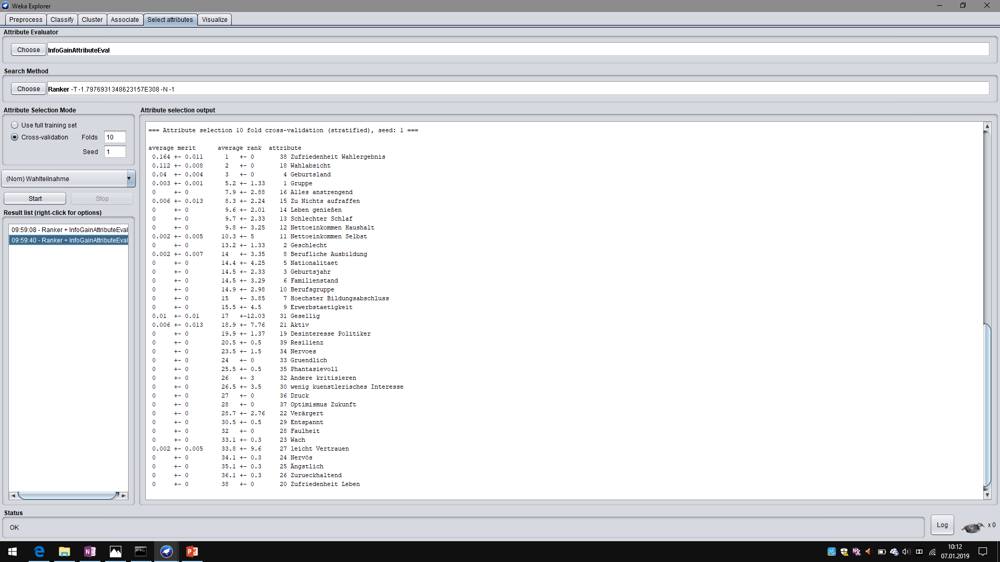 Weka Explorer
Preprocess Classify Cluster Associate Select attributes Visualize
Attribute Evaluator
Choose InfoGainAttributeEval
Search Method
Choose Ranker -T -1.7976931348623157E308 -N -1
Attribute Selection Mode
Use full training set
Cross-validation Folds 10
Seed 1
(Nom) Wahlteilnahme
Start Stop
Result list (right-click for options)
09:59:08 - Ranker + InfoGainAttributeEval
09:59:40 - Ranker + InfoGainAttributeEval
Attribute selection output
=== Attribute selection 10 fold cross-validation (stratified), seed: 1 ===
average merit average rank attribute
0.164 +- 0.011 1 +- 0 38 Zufriedenheit Wahlergebnis
0.112 +- 0.008 2 +- 0 18 Wahlabsicht
0.04 +- 0.004 3 +- 0 4 Geburtsland
0.003 +- 0.001 5.2 +- 1.33 1 Gruppe
0 +- 0 7.9 +- 2.88 16 Alles anstrengend
0.006 +- 0.013 8.3 +- 2.24 15 Zu Nichts aufraffen
0 +- 0 9.6 +- 2.01 14 Leben genießen
0 +- 0 9.7 +- 2.33 13 Schlechter Schlaf
0 +- 0 9.8 +- 3.25 12 Nettoeinkommen Haushalt
0.002 +- 0.005 10.3 +- 5 11 Nettoeinkommen Selbst
0 +- 0 13.2 +- 1.33 2 Geschlecht
0.002 +- 0.007 14 +- 3.35 8 Berufliche Ausbildung
0 +- 0 14.4 +- 4.25 5 Nationalitaet
0 +- 0 14.5 +- 2.33 3 Geburtsjahr
0 +- 0 14.5 +- 3.29 6 Familienstand
0 +- 0 14.9 +- 2.98 10 Berufsgruppe
0 +- 0 15 +- 3.85 7 Hoechster Bildungsabschluss
0 +- 0 15.5 +- 4.5 9 Erwerbstaetigkeit
0.01 +- 0.01 17 +-12.03 31 Gesellig
0.006 +- 0.013 18.9 +- 7.76 21 Aktiv
0 +- 0 19.9 +- 1.37 19 Desinteresse Politiker
0 +- 0 20.5 +- 0.5 39 Resilienz
0 +- 0 23.5 +- 1.5 34 Nervoes
0 +- 0 24 +- 0 33 Gruendlich
0 +- 0 25.5 +- 0.5 35 Phantasievoll
0 +- 0 26 +- 3 32 Andere kritisieren
0 +- 0 26.5 +- 3.5 30 wenig kuenstlerisches Interesse
0 +- 0 27 +- 0 36 Druck
0 +- 0 28 +- 0 37 Optimismus Zukunft
0 +- 0 28.7 +- 2.76 22 Verärgert
0 +- 0 30.5 +- 0.5 29 Entspannt
0 +- 0 32 +- 0 28 Faulheit
0 +- 0 33.1 +- 0.3 23 Wach
0.002 +- 0.005 33.8 +- 9.6 27 leicht Vertrauen
0 +- 0 34.1 +- 0.3 24 Nervös
0 +- 0 35.1 +- 0.3 25 Ängstlich
0 +- 0 36.1 +- 0.3 26 Zurueckhaltend
0 +- 0 38 +- 0 20 Zufriedenheit Leben
Status
OK
Log x 0
10:12
07.01.2019